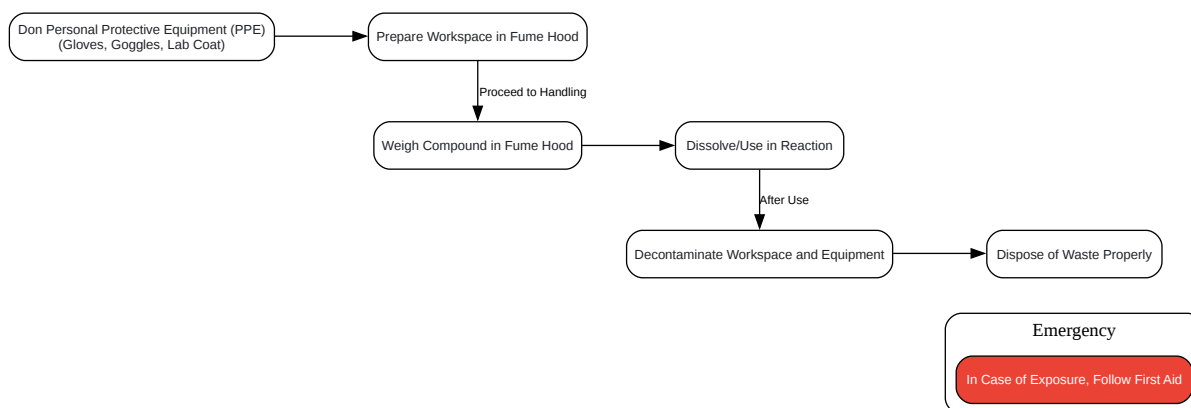 Don Personal Protective Equipment (PPE)
(Gloves, Goggles, Lab Coat)
Prepare Workspace in Fume Hood
Proceed to Handling
Weigh Compound in Fume Hood
Dissolve/Use in Reaction
After Use
Decontaminate Workspace and Equipment
Dispose of Waste Properly
Emergency
In Case of Exposure, Follow First Aid